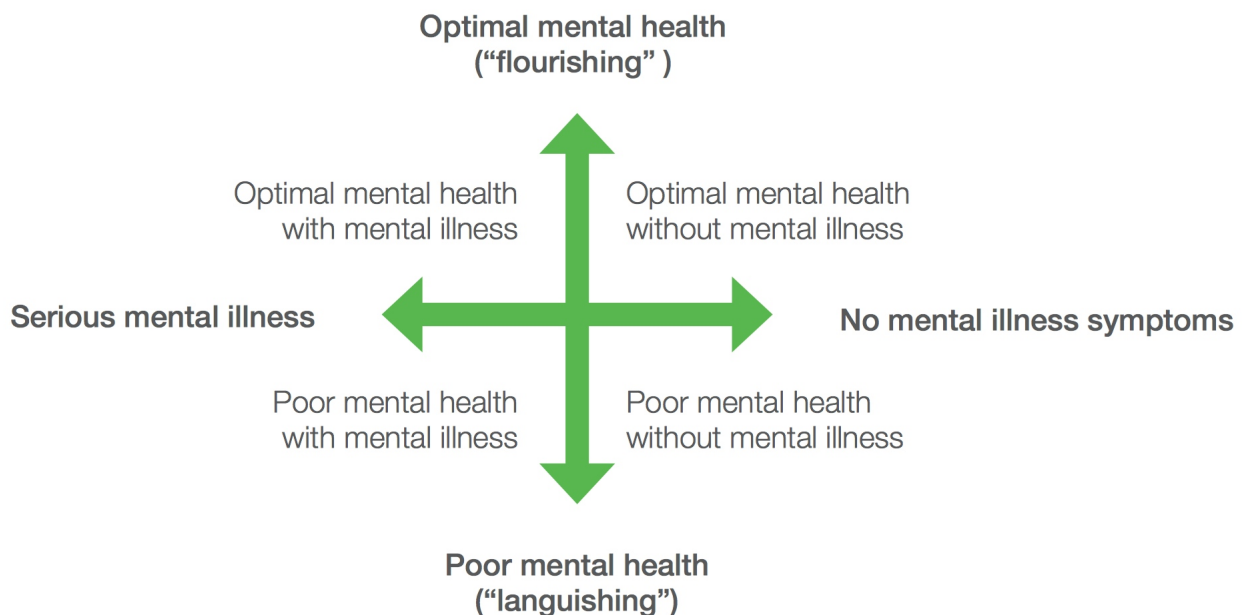 Optimal mental health
(“flourishing” )
Optimal mental health
with mental illness
Optimal mental health
without mental illness
Serious mental illness
No mental illness symptoms
Poor mental health
with mental illness
Poor mental health
without mental illness
Poor mental health
(“languishing”)